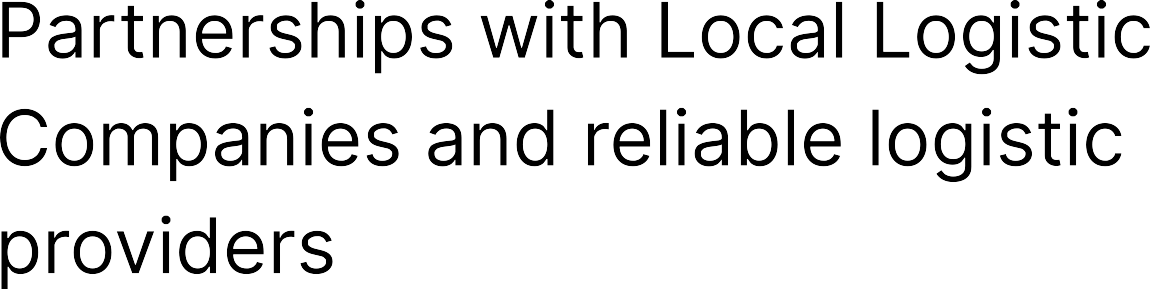 Partnerships with Local Logistic
Companies and reliable logistic
providers